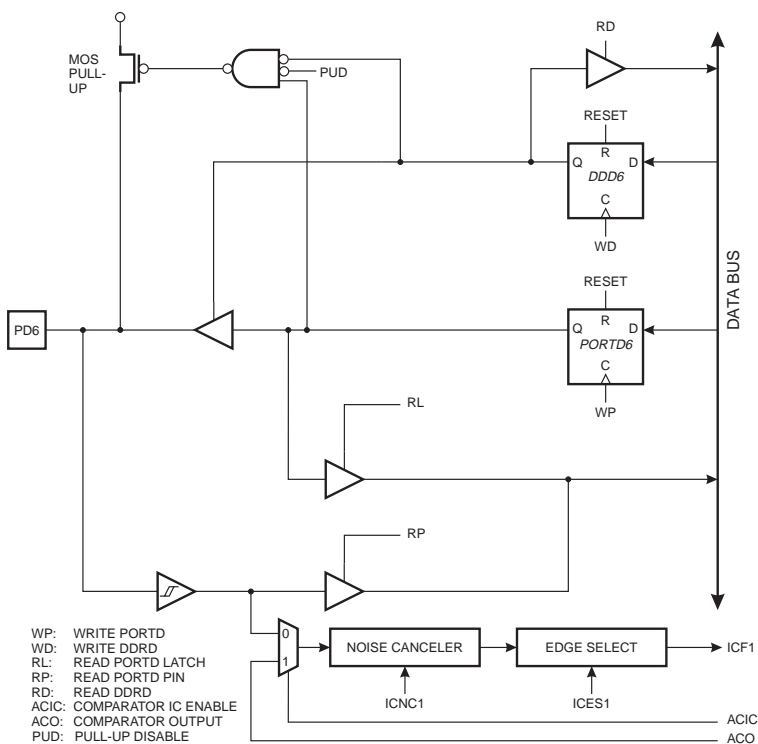 RD
MOS
PULL-
UP
PUD
RESET
R
Q
D
DDD6
C
WD
DATA BUS
RESET
R
PD6
Q
D
PORTD6
C
WP
RL
RP
WP: WRITE PORTD
WD: WRITE DDRD
RL: READ PORTD LATCH
RP: READ PORTD PIN
RD: READ DDRD
ACIC: COMPARATOR IC ENABLE
ACO: COMPARATOR OUTPUT
PUD: PULL-UP DISABLE
0
1
NOISE CANCELER
EDGE SELECT
ICF1
ICNC1
ICES1
ACIC
ACO